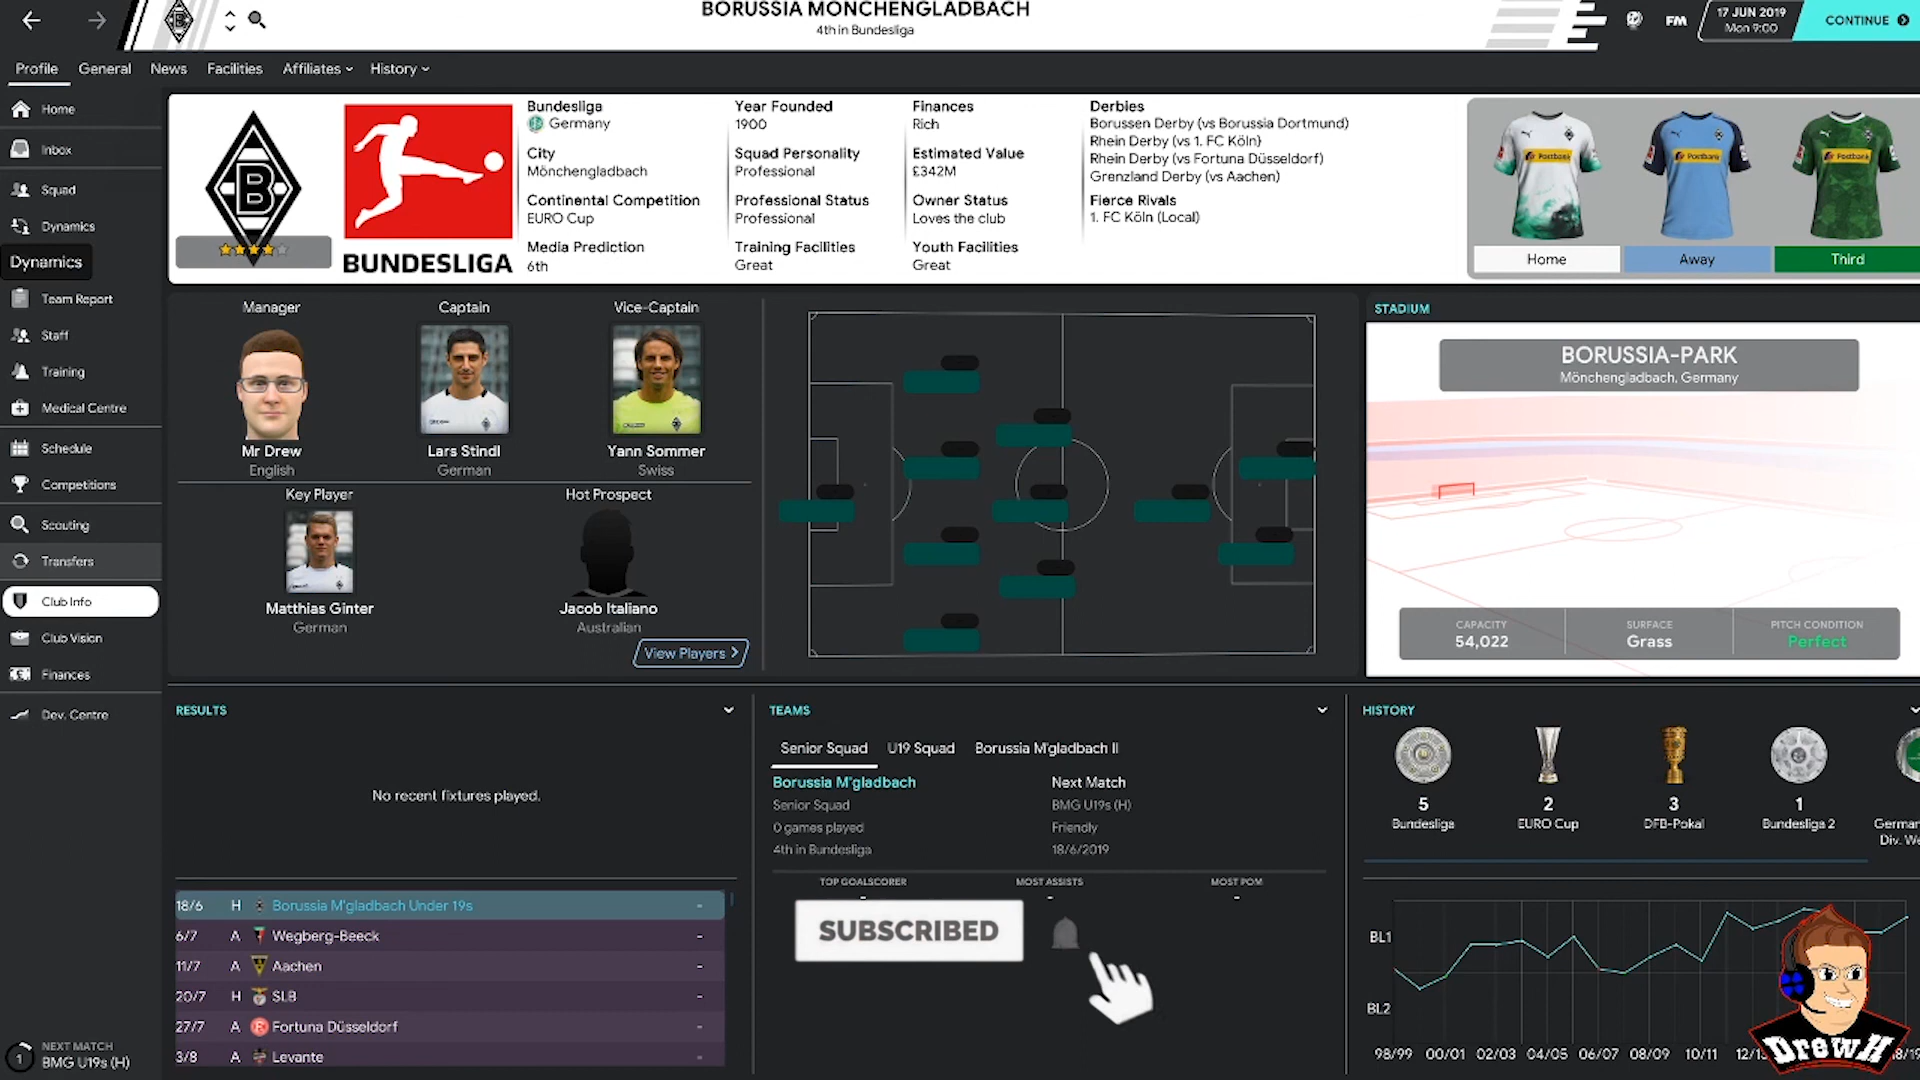 BORUSSIA MÖNCHENGLADBACH
4th in Bundesliga
FM
17 JUN 2019
Mon 9:00
CONTINUE
Profile
General
News
Facilities
Affiliates
History
Home
Inbox
Squad
Dynamics
Dynamics
Team Report
Staff
Training
Medical Centre
Schedule
Competitions
Scouting
Transfers
Club Info
Club Vision
Finances
Dev. Centre
1
NEXT MATCH
BMG U19s (H)
B
BUNDESLIGA
Bundesliga
Germany
City
Mönchengladbach
Continental Competition
EURO Cup
Media Prediction
6th
Year Founded
1900
Squad Personality
Professional
Professional Status
Professional
Training Facilities
Great
Finances
Rich
Estimated Value
£342M
Owner Status
Loves the club
Youth Facilities
Great
Derbies
Borussen Derby (vs Borussia Dortmund)
Rhein Derby (vs 1. FC Köln)
Rhein Derby (vs Fortuna Düsseldorf)
Grenzland Derby (vs Aachen)
Fierce Rivals
1. FC Köln (Local)
Postbank
Postbank
Postbank
Home
Away
Third
Manager
Mr Drew
English
Captain
Lars Stindl
German
Vice-Captain
Yann Sommer
Swiss
Key Player
Matthias Ginter
German
Hot Prospect
Jacob Italiano
Australian
View Players
STADIUM
BORUSSIA-PARK
Mönchengladbach, Germany
CAPACITY
54,022
SURFACE
Grass
PITCH CONDITION
Perfect
RESULTS
No recent fixtures played.
18/6 H Borussia M'gladbach Under 19s -
6/7 A Wegberg-Beeck -
11/7 A Aachen -
20/7 H SLB -
27/7 A Fortuna Düsseldorf -
3/8 A Levante -
TEAMS
Senior Squad
U19 Squad
Borussia M'gladbach II
Borussia M'gladbach
Senior Squad
0 games played
4th in Bundesliga
Next Match
BMG U19s (H)
Friendly
18/6/2019
TOP GOALSCORER
-
MOST ASSISTS
-
MOST POM
-
SUBSCRIBED
HISTORY
5
Bundesliga
2
EURO Cup
3
DFB-Pokal
1
Bundesliga 2
German
Div. We
BL1
BL2
98/99 00/01 02/03 04/05 06/07 08/09 10/11 12/1 8/19
DrewH